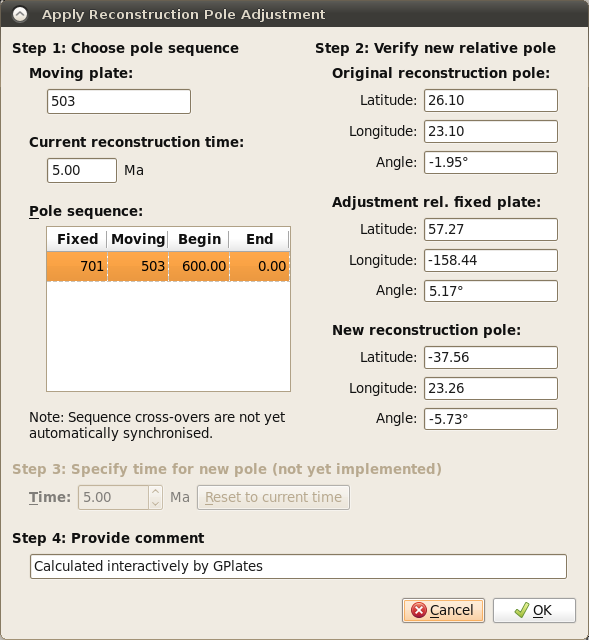 Apply Reconstruction Pole Adjustment
Step 1: Choose pole sequence
Moving plate:
503
Current reconstruction time:
5.00 Ma
Pole sequence:
Fixed Moving Begin End
701 503 600.00 0.00
Note: Sequence cross-overs are not yet
automatically synchronised.
Step 2: Verify new relative pole
Original reconstruction pole:
Latitude: 26.10
Longitude: 23.10
Angle: -1.95°
Adjustment rel. fixed plate:
Latitude: 57.27
Longitude: -158.44
Angle: 5.17°
New reconstruction pole:
Latitude: -37.56
Longitude: 23.26
Angle: -5.73°
Step 3: Specify time for new pole (not yet implemented)
Time: 5.00 Ma Reset to current time
Step 4: Provide comment
Calculated interactively by GPlates
Cancel OK